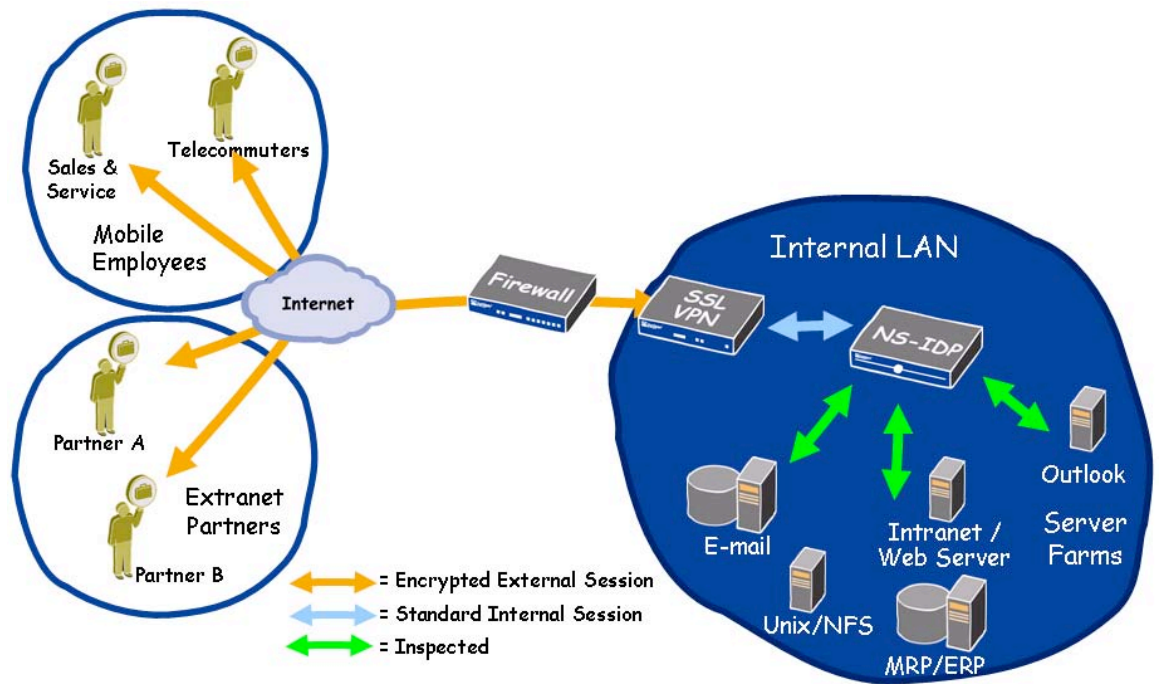 Sales &
Service
Telecommuters
Mobile
Employees
Internet
Firewall
SSL
VPN
Internal LAN
NS-IDP
Partner A
Partner B
Extranet
Partners
E-mail
Unix/NFS
Intranet /
Web Server
MRP/ERP
Outlook
Server
Farms
= Encrypted External Session
= Standard Internal Session
= Inspected